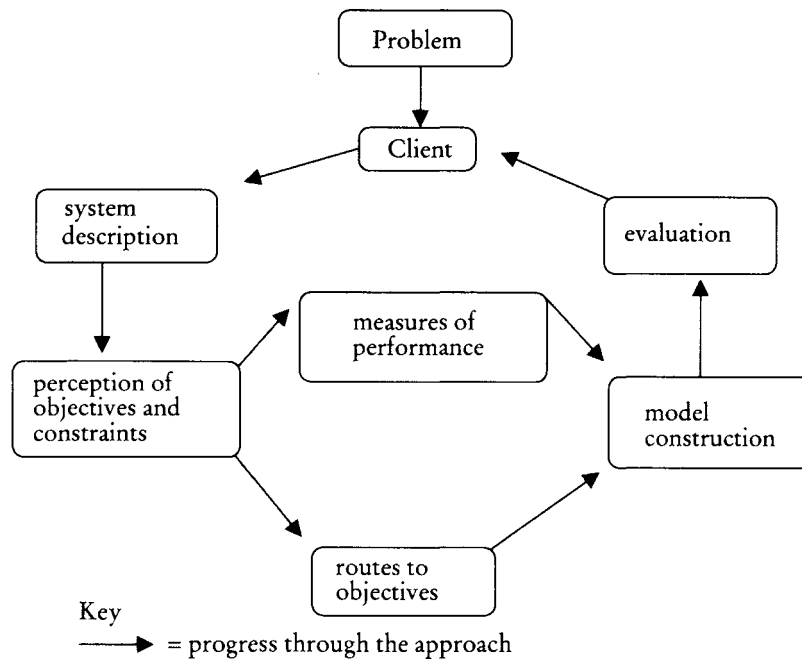 Problem
Client
system
description
evaluation
measures of
performance
perception of
objectives and
constraints
model
construction
routes to
objectives
Key
= progress through the approach